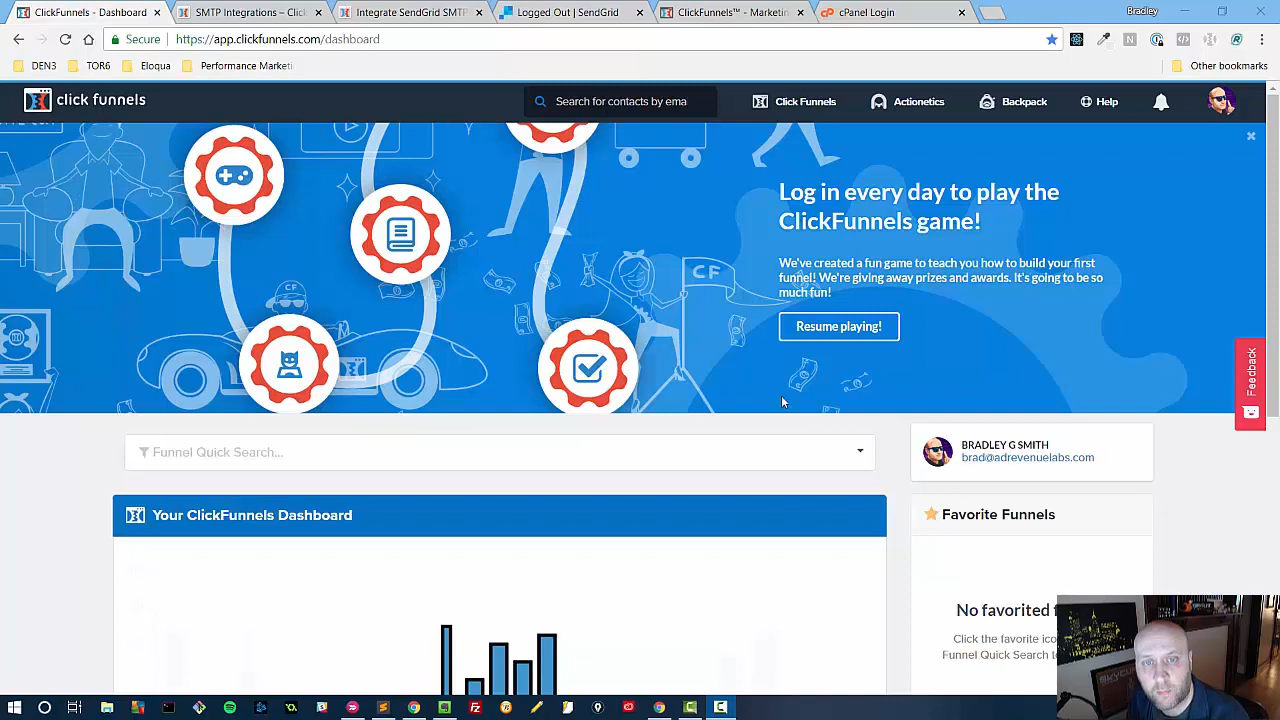 ClickFunnels - Dashboard
SMTP Integrations – Click
Integrate SendGrid SMTP
Logged Out | SendGrid
ClickFunnels™ - Marketin
cPanel Login
Bradley
Secure
https://app.clickfunnels.com/dashboard
DEN3
TOR6
Eloqua
Performance Marketi
Other bookmarks
click funnels
Search for contacts by ema
Click Funnels
Actionetics
Backpack
Help
CF
CF
Log in every day to play the
ClickFunnels game!
We've created a fun game to teach you how to build your first
funnel! We're giving away prizes and awards. It's going to be so
much fun!
Resume playing!
Feedback
Funnel Quick Search...
BRADLEY G SMITH
brad@adrevenuelabs.com
Your ClickFunnels Dashboard
Favorite Funnels
No favorited f
Click the favorite ico
Funnel Quick Search t